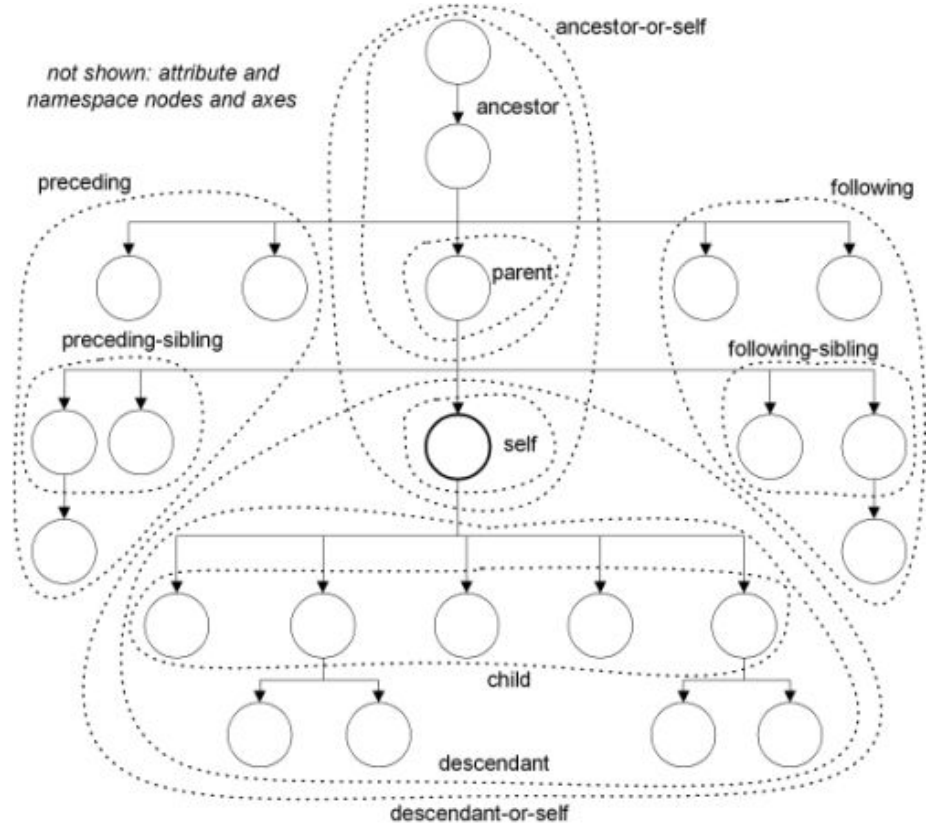 ancestor-or-self
not shown: attribute and
namespace nodes and axes
ancestor
preceding
following
parent
preceding-sibling
following-sibling
self
child
descendant
descendant-or-self